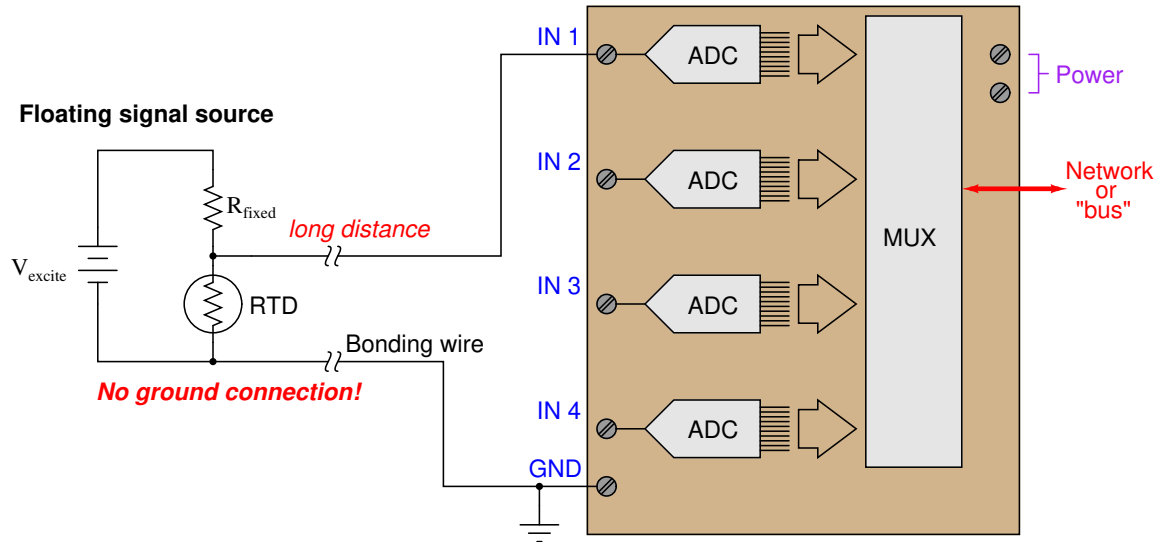 IN 1
ADC
Power
Floating signal source
IN 2
ADC
Network
or
"bus"
R_fixed
long distance
MUX
V_excite
IN 3
RTD
ADC
Bonding wire
No ground connection!
IN 4
ADC
GND